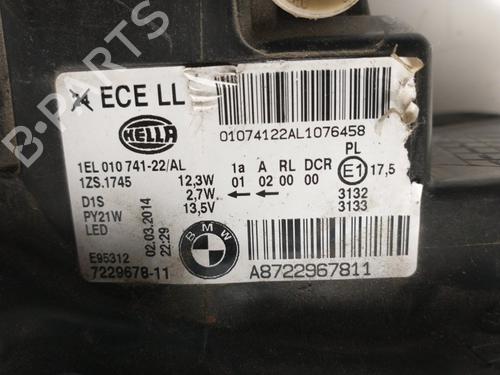 ECE LL
HELLA
01074122AL1076458
1EL 010 741-22/AL
1ZS.1745
12,3W
1a A RL DCR PL
01 02 00 00 E1 17,5
D1S
2,7W
3132
PY21W
13,5V
3133
LED
02.03.2014
22:29
E95312
7229678-11
BMW
A8722967811
B-PARTS